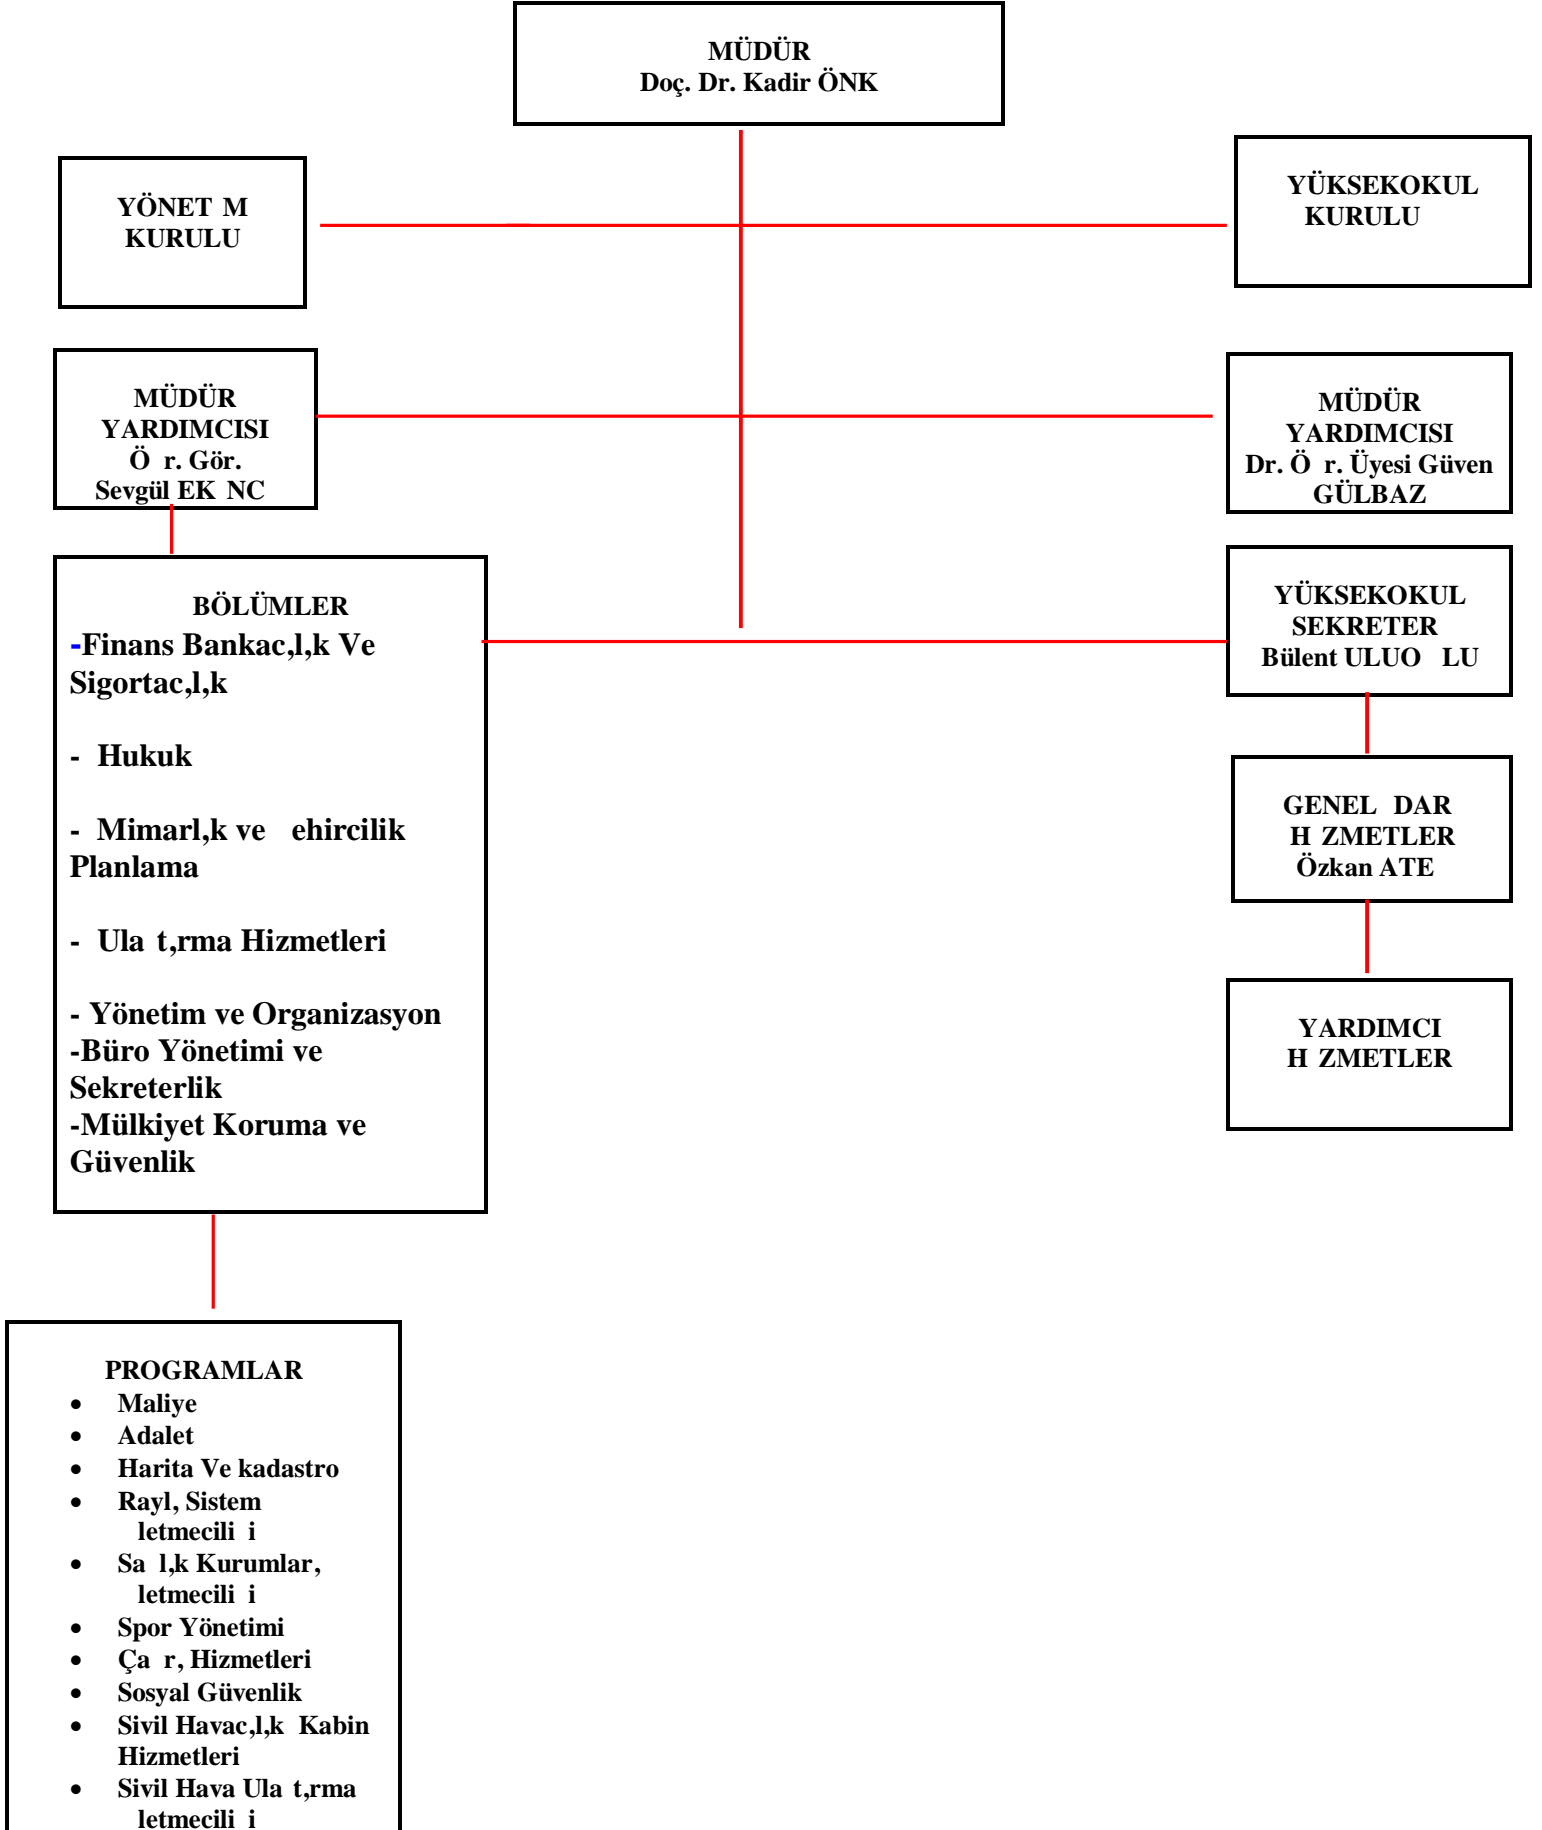 MÜDÜR
Doç. Dr. Kadir ÖNK
YÖNET M
KURULU
YÜKSEKOKUL
KURULU
MÜDÜR
YARDIMCISI
Ö r. Gör.
Sevgül EK NC
MÜDÜR
YARDIMCISI
Dr. Ö r. Üyesi Güven
GÜLBAZ
BÖLÜMLER
-Finans Bankac,l,k Ve
Sigortac,l,k
- Hukuk
- Mimarl,k ve ehircilik
Planlama
- Ula t,rma Hizmetleri
- Yönetim ve Organizasyon
-Büro Yönetimi ve
Sekreterlik
-Mülkiyet Koruma ve
Güvenlik
YÜKSEKOKUL
SEKRETER
Bülent ULUO LU
GENEL DAR
H ZMETLER
Özkan ATE
YARDIMCI
H ZMETLER
PROGRAMLAR
• Maliye
• Adalet
• Harita Ve kadastro
• Rayl, Sistem
letmecili i
• Sa l,k Kurumlar,
letmecili i
• Spor Yönetimi
• Ça r, Hizmetleri
• Sosyal Güvenlik
• Sivil Havac,l,k Kabin
Hizmetleri
• Sivil Hava Ula t,rma
letmecili i